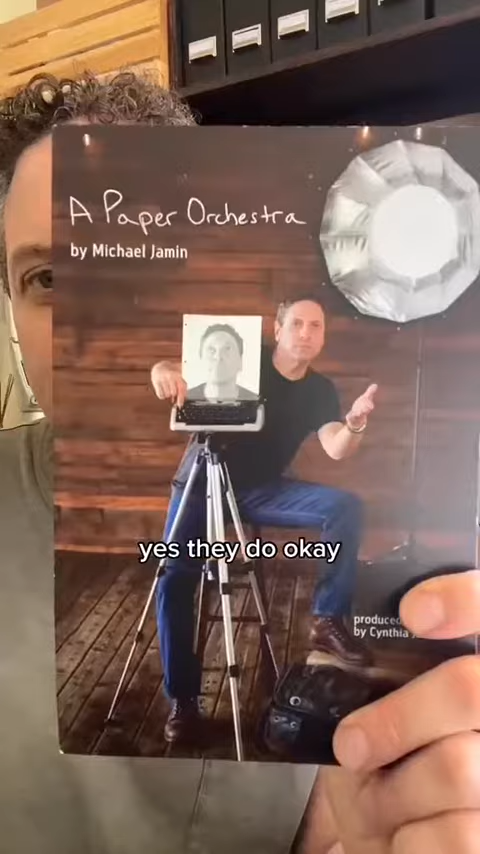 A Paper Orchestra
by Michael Jamin
yes they do okay
produced
by Cynthia